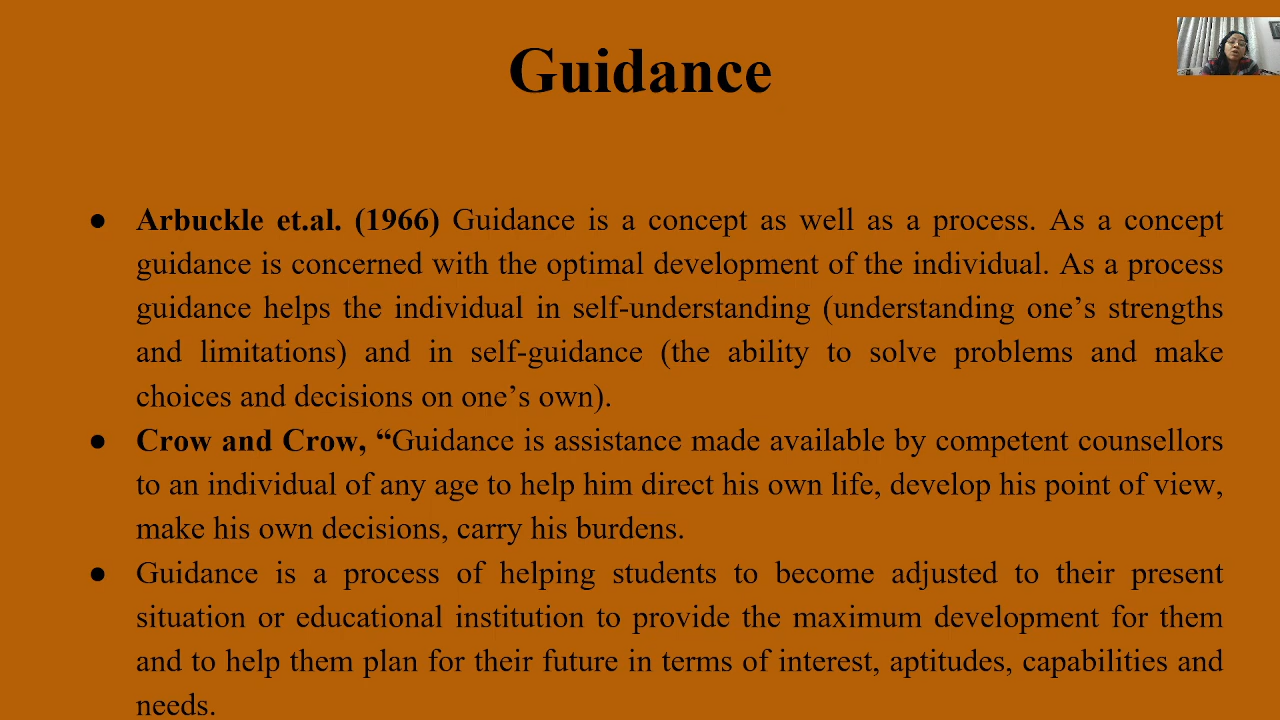 Guidance
● Arbuckle et.al. (1966) Guidance is a concept as well as a process. As a concept
guidance is concerned with the optimal development of the individual. As a process
guidance helps the individual in self-understanding (understanding one’s strengths
and limitations) and in self-guidance (the ability to solve problems and make
choices and decisions on one’s own).
● Crow and Crow, “Guidance is assistance made available by competent counsellors
to an individual of any age to help him direct his own life, develop his point of view,
make his own decisions, carry his burdens.
● Guidance is a process of helping students to become adjusted to their present
situation or educational institution to provide the maximum development for them
and to help them plan for their future in terms of interest, aptitudes, capabilities and
needs.